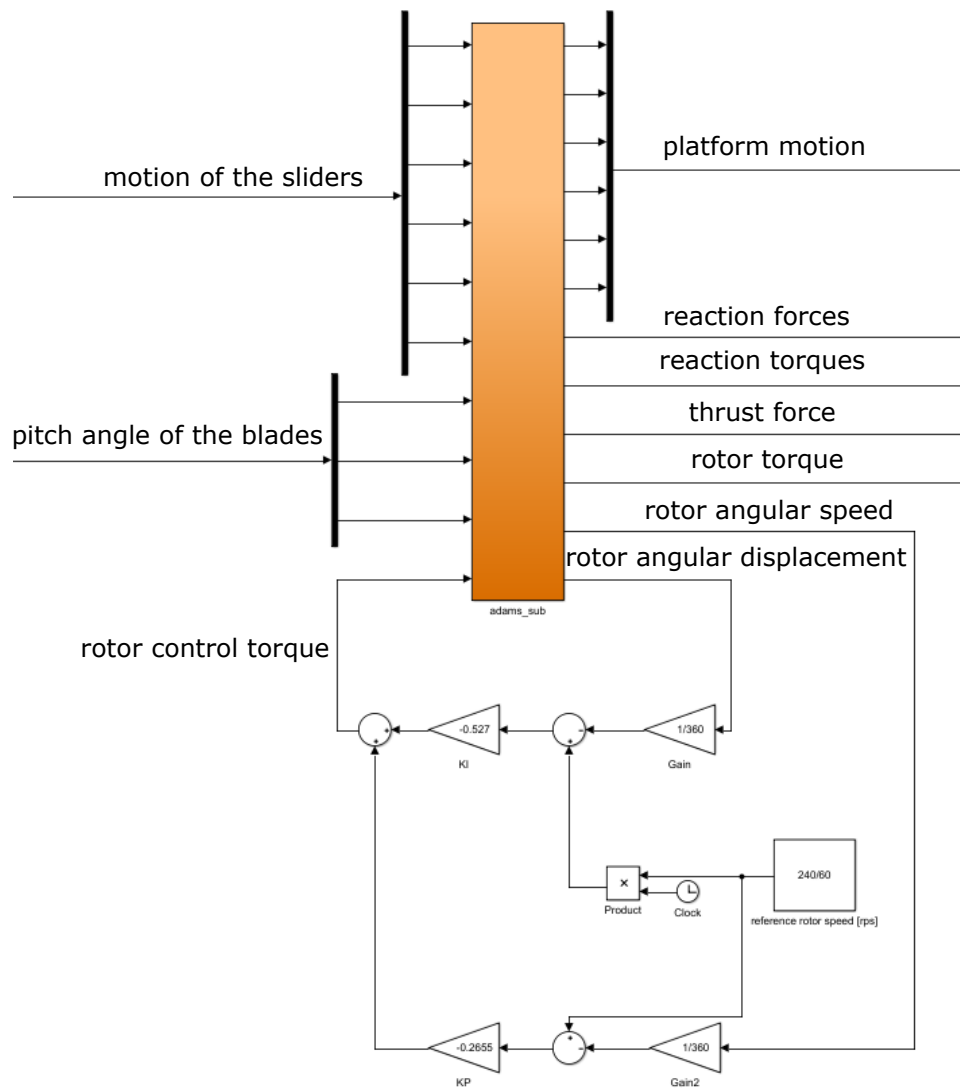 platform motion
motion of the sliders
reaction forces
reaction torques
thrust force
pitch angle of the blades
rotor torque
rotor angular speed
rotor angular displacement
adams_sub
rotor control torque
+
+
-0.527
KI
+
−
1/360
Gain
×
Product
Clock
240/60
reference rotor speed [rps]
-0.2655
KP
+
−
1/360
Gain2